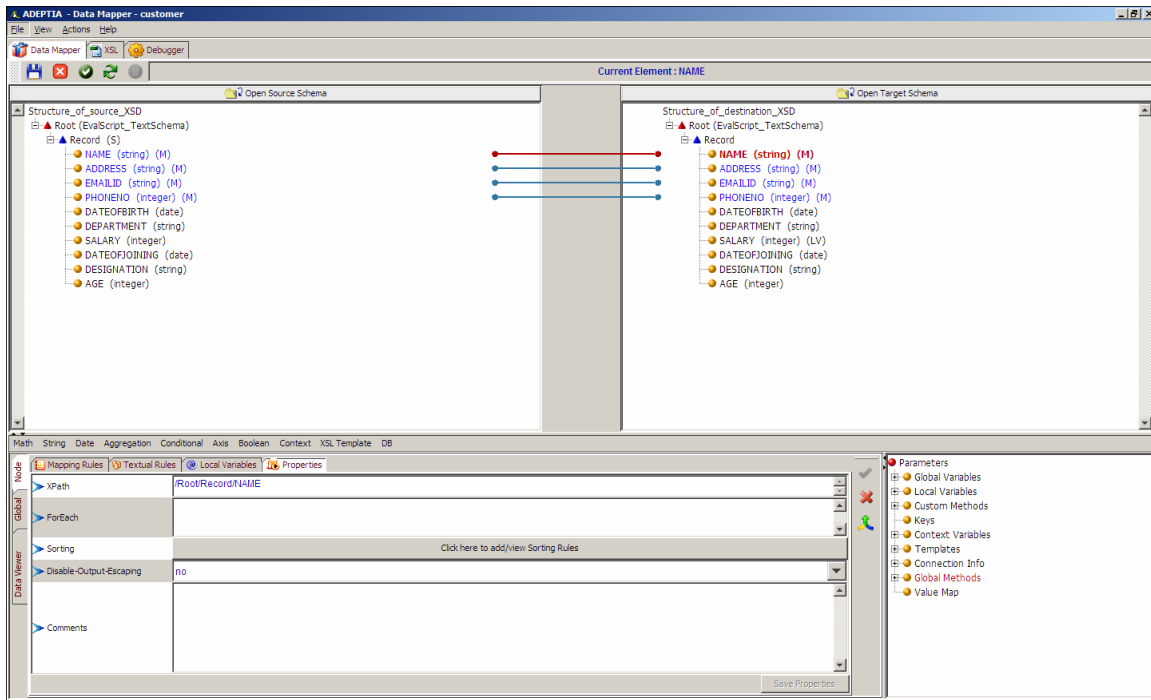 ADEPTIA - Data Mapper - customer
File View Actions Help
Data Mapper XSL Debugger
Current Element : NAME
Open Source Schema
Open Target Schema
Structure_of_source_XSD
Root (EvalScript_TextSchema)
Record (S)
NAME (string) (M)
ADDRESS (string) (M)
EMAILID (string) (M)
PHONENO (integer) (M)
DATEOFBIRTH (date)
DEPARTMENT (string)
SALARY (integer)
DATEOFJOINING (date)
DESIGNATION (string)
AGE (integer)
Structure_of_destination_XSD
Root (EvalScript_TextSchema)
Record
NAME (string) (M)
ADDRESS (string) (M)
EMAILID (string) (M)
PHONENO (integer) (M)
DATEOFBIRTH (date)
DEPARTMENT (string)
SALARY (integer) (LV)
DATEOFJOINING (date)
DESIGNATION (string)
AGE (integer)
Math String Date Aggregation Conditional Axis Boolean Context XSL Template DB
Node
Global
Data Viewer
Mapping Rules Textual Rules Local Variables Properties
XPath /Root/Record/NAME
ForEach
Sorting Click here to add/view Sorting Rules
Disable-Output-Escaping no
Comments
Save Properties
Parameters
Global Variables
Local Variables
Custom Methods
Keys
Context Variables
Templates
Connection Info
Global Methods
Value Map